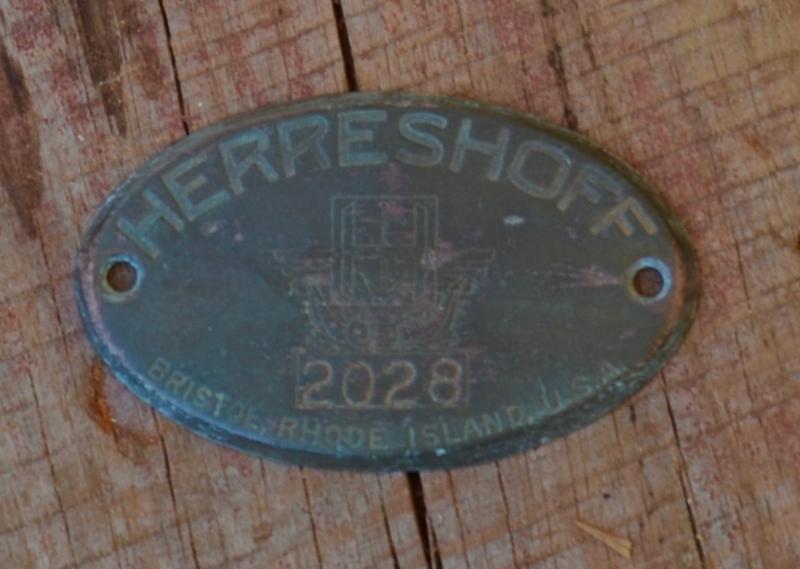 HERRESHOFF
2028
BRISTOL, RHODE ISLAND, U.S.A.